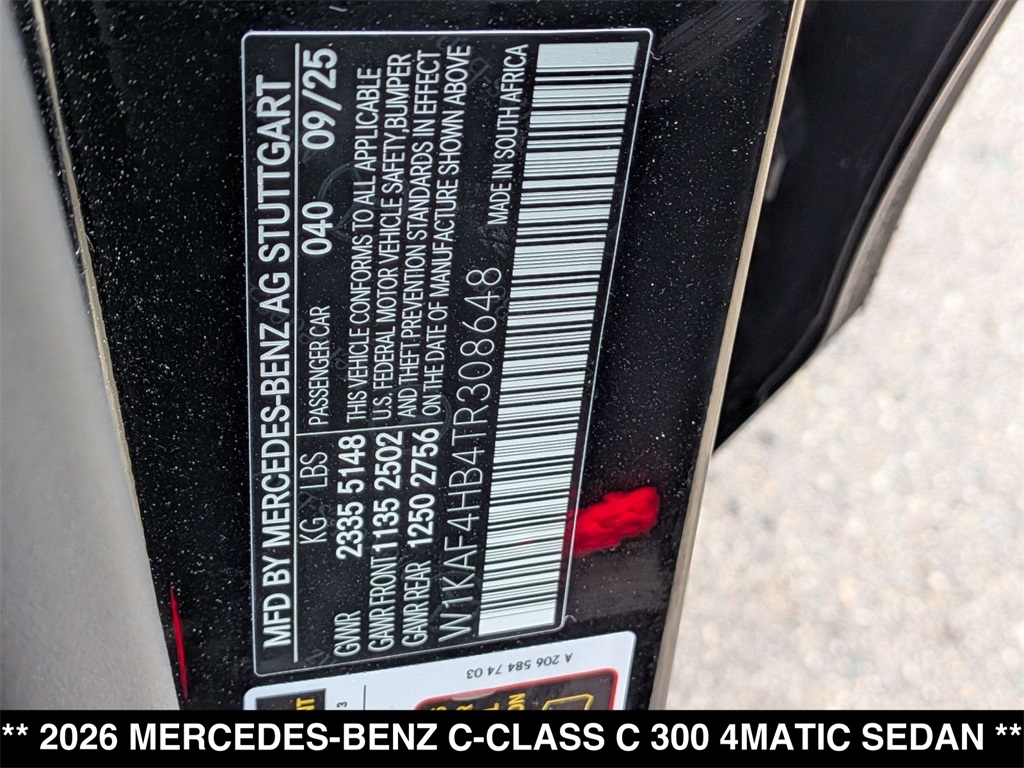 MFD BY MERCEDES-BENZ AG STUTTGART
KG LBS PASSENGER CAR 040 09/25
GVWR 2335 5148 THIS VEHICLE CONFORMS TO ALL APPLICABLE
GAWR FRONT 1135 2502 U.S. FEDERAL MOTOR VEHICLE SAFETY, BUMPER
GAWR REAR 1250 2756 AND THEFT PREVENTION STANDARDS IN EFFECT
ON THE DATE OF MANUFACTURE SHOWN ABOVE
W1KAF4HB4TR308648 MADE IN SOUTH AFRICA
A 206 584 74 03
** 2026 MERCEDES-BENZ C-CLASS C 300 4MATIC SEDAN **